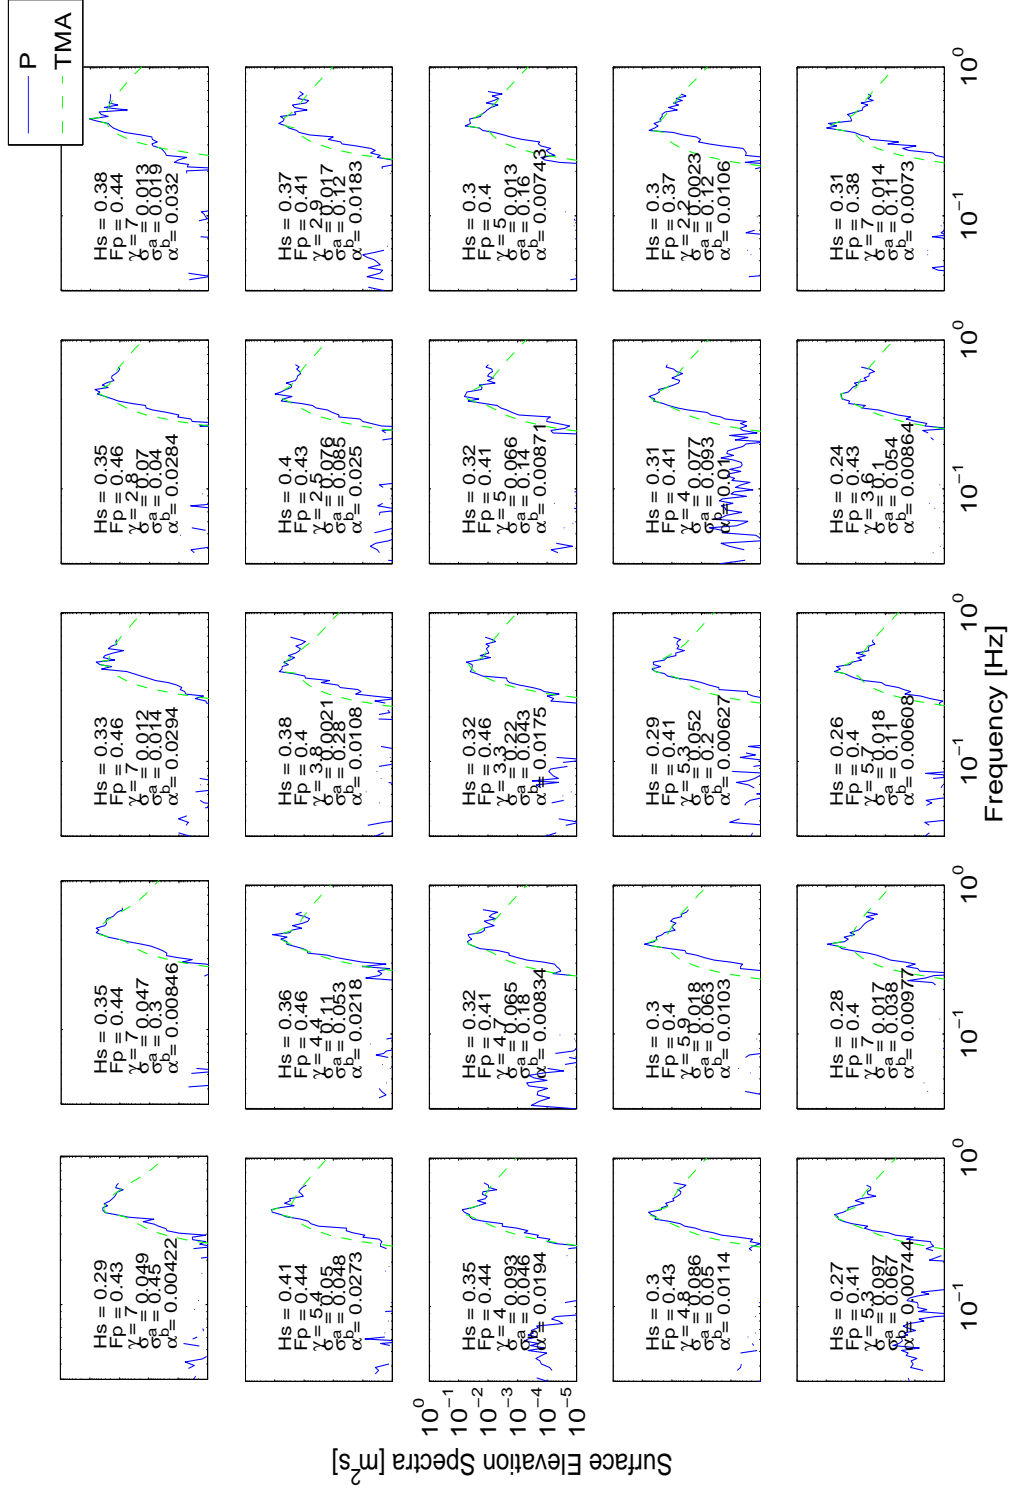 P
TMA
Hs = 0.29
Fp = 0.43
γ = 7
σa = 0.049
σb = 0.45
α = 0.00422
Hs = 0.35
Fp = 0.44
γ = 7
σa = 0.047
σb = 0.3
α = 0.00846
Hs = 0.33
Fp = 0.46
γ = 7
σa = 0.012
σb = 0.014
α = 0.0294
Hs = 0.35
Fp = 0.46
γ = 2.8
σa = 0.07
σb = 0.04
α = 0.0284
Hs = 0.38
Fp = 0.44
γ = 7
σa = 0.013
σb = 0.019
α = 0.032
Hs = 0.41
Fp = 0.44
γ = 5.4
σa = 0.05
σb = 0.048
α = 0.0273
Hs = 0.36
Fp = 0.46
γ = 4.4
σa = 0.11
σb = 0.053
α = 0.0218
Hs = 0.38
Fp = 0.4
γ = 3.8
σa = 0.0021
σb = 0.28
α = 0.0108
Hs = 0.4
Fp = 0.43
γ = 2.5
σa = 0.076
σb = 0.085
α = 0.025
Hs = 0.37
Fp = 0.41
γ = 2.9
σa = 0.017
σb = 0.12
α = 0.0183
Surface Elevation Spectra [m²s]
10⁰
10⁻¹
10⁻²
10⁻³
10⁻⁴
10⁻⁵
Hs = 0.35
Fp = 0.44
γ = 4
σa = 0.093
σb = 0.046
α = 0.0194
Hs = 0.32
Fp = 0.41
γ = 4.7
σa = 0.065
σb = 0.18
α = 0.00834
Hs = 0.32
Fp = 0.46
γ = 3.3
σa = 0.22
σb = 0.043
α = 0.0175
Hs = 0.32
Fp = 0.41
γ = 5
σa = 0.066
σb = 0.14
α = 0.00871
Hs = 0.3
Fp = 0.4
γ = 5
σa = 0.013
σb = 0.16
α = 0.00743
Hs = 0.3
Fp = 0.43
γ = 4.8
σa = 0.086
σb = 0.05
α = 0.0114
Hs = 0.3
Fp = 0.4
γ = 5.9
σa = 0.018
σb = 0.063
α = 0.0103
Hs = 0.29
Fp = 0.41
γ = 5.3
σa = 0.052
σb = 0.2
α = 0.00627
Hs = 0.31
Fp = 0.41
γ = 4
σa = 0.077
σb = 0.093
α = 0.01
Hs = 0.3
Fp = 0.37
γ = 2.2
σa = 0.0023
σb = 0.12
α = 0.0106
Hs = 0.27
Fp = 0.41
γ = 5.3
σa = 0.097
σb = 0.067
α = 0.00744
Hs = 0.28
Fp = 0.4
γ = 7
σa = 0.017
σb = 0.038
α = 0.00977
Hs = 0.26
Fp = 0.4
γ = 5.7
σa = 0.018
σb = 0.11
α = 0.00608
Hs = 0.24
Fp = 0.43
γ = 3.6
σa = 0.1
σb = 0.054
α = 0.00864
Hs = 0.31
Fp = 0.38
γ = 7
σa = 0.014
σb = 0.11
α = 0.0073
10⁻¹ 10⁰ 10⁻¹ 10⁰ 10⁻¹ 10⁰ 10⁻¹ 10⁰ 10⁻¹ 10⁰
Frequency [Hz]